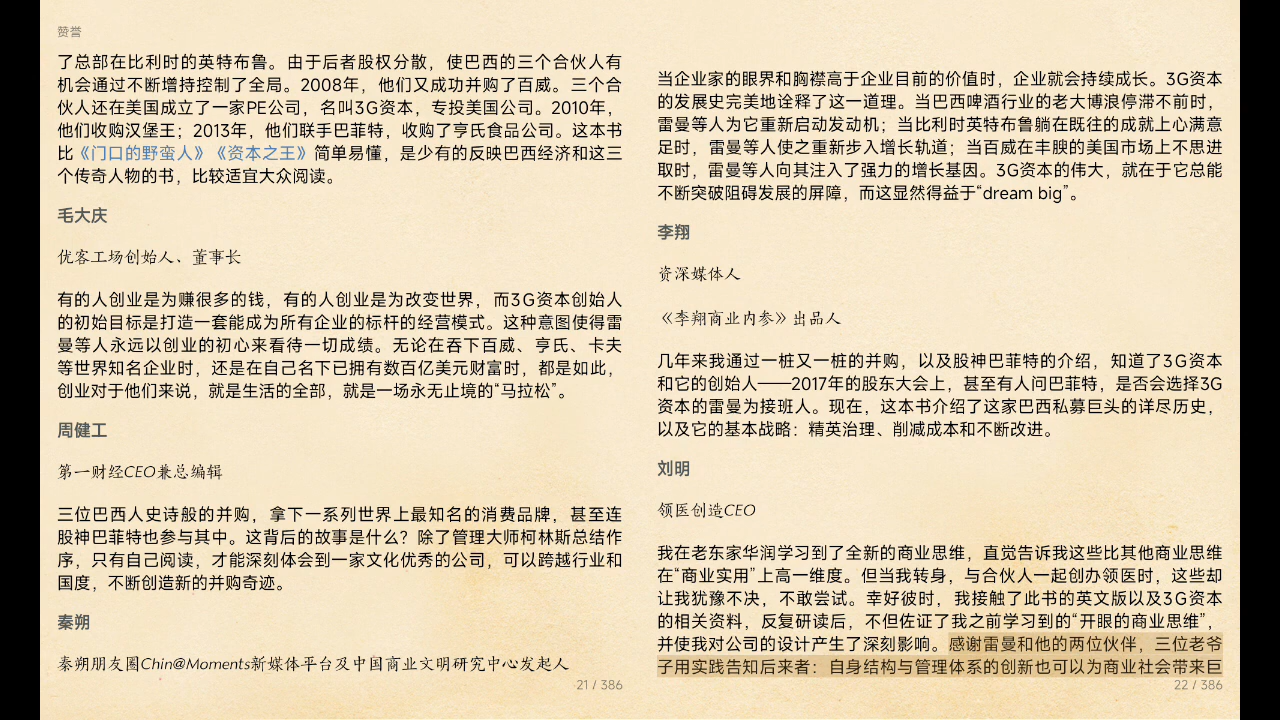 赞誉
了总部在比利时的英特布鲁。由于后者股权分散，使巴西的三个合伙人有
机会通过不断增持控制了全局。2008年，他们又成功并购了百威。三个合
伙人还在美国成立了一家PE公司，名叫3G资本，专投美国公司。2010年，
他们收购汉堡王；2013年，他们联手巴菲特，收购了亨氏食品公司。这本书
比《门口的野蛮人》《资本之王》简单易懂，是少有的反映巴西经济和这三
个传奇人物的书，比较适宜大众阅读。
毛大庆
优客工场创始人、董事长
有的人创业是为赚很多的钱，有的人创业是为改变世界，而3G资本创始人
的初始目标是打造一套能成为所有企业的标杆的经营模式。这种意图使得雷
曼等人永远以创业的初心来看待一切成绩。无论在吞下百威、亨氏、卡夫
等世界知名企业时，还是在自己名下已拥有数百亿美元财富时，都是如此，
创业对于他们来说，就是生活的全部，就是一场永无止境的“马拉松”。
周健工
第一财经CEO兼总编辑
三位巴西人史诗般的并购，拿下一系列世界上最知名的消费品牌，甚至连
股神巴菲特也参与其中。这背后的故事是什么？除了管理大师柯林斯总结作
序，只有自己阅读，才能深刻体会到一家文化优秀的公司，可以跨越行业和
国度，不断创造新的并购奇迹。
秦朔
秦朔朋友圈Chin@Moments新媒体平台及中国商业文明研究中心发起人
21 / 386
当企业家的眼界和胸襟高于企业目前的价值时，企业就会持续成长。3G资本
的发展史完美地诠释了这一道理。当巴西啤酒行业的老大博浪停滞不前时，
雷曼等人为它重新启动发动机；当比利时英特布鲁躺在既往的成就上心满意
足时，雷曼等人使之重新步入增长轨道；当百威在丰腴的美国市场上不思进
取时，雷曼等人向其注入了强力的增长基因。3G资本的伟大，就在于它总能
不断突破阻碍发展的屏障，而这显然得益于“dream big”。
李翔
资深媒体人
《李翔商业内参》出品人
几年来我通过一桩又一桩的并购，以及股神巴菲特的介绍，知道了3G资本
和它的创始人——2017年的股东大会上，甚至有人问巴菲特，是否会选择3G
资本的雷曼为接班人。现在，这本书介绍了这家巴西私募巨头的详尽历史，
以及它的基本战略：精英治理、削减成本和不断改进。
刘明
领医创造CEO
我在老东家华润学习到了全新的商业思维，直觉告诉我这些比其他商业思维
在“商业实用”上高一维度。但当我转身，与合伙人一起创办领医时，这些却
让我犹豫不决，不敢尝试。幸好彼时，我接触了此书的英文版以及3G资本
的相关资料，反复研读后，不但佐证了我之前学习到的“开眼的商业思维”，
并使我对公司的设计产生了深刻影响。感谢雷曼和他的两位伙伴，三位老爷
子用实践告知后来者：自身结构与管理体系的创新也可以为商业社会带来巨
22 / 386